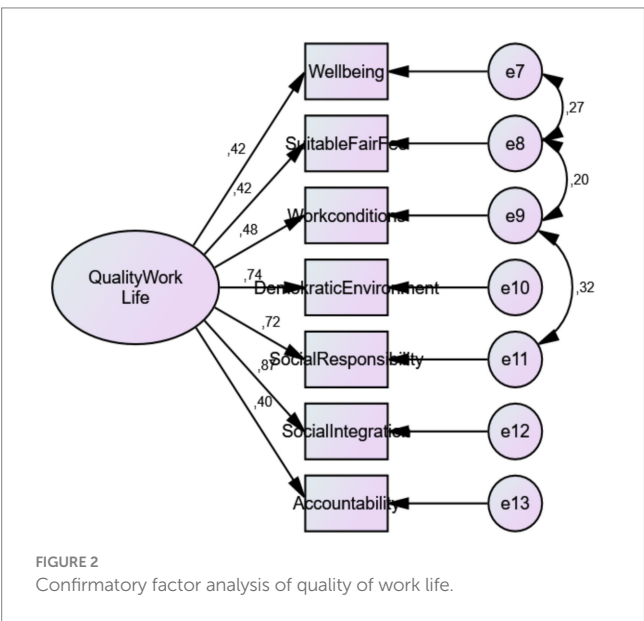 Wellbeing
e7
,27
,42
SuitableFairFee
e8
,42
,20
Workconditions
e9
,48
QualityWork
Life
,74
DemokraticEnvironment
e10
,32
,72
SocialResponsibility
e11
,87
,40
SocialIntegration
e12
Accountability
e13
FIGURE 2
Confirmatory factor analysis of quality of work life.